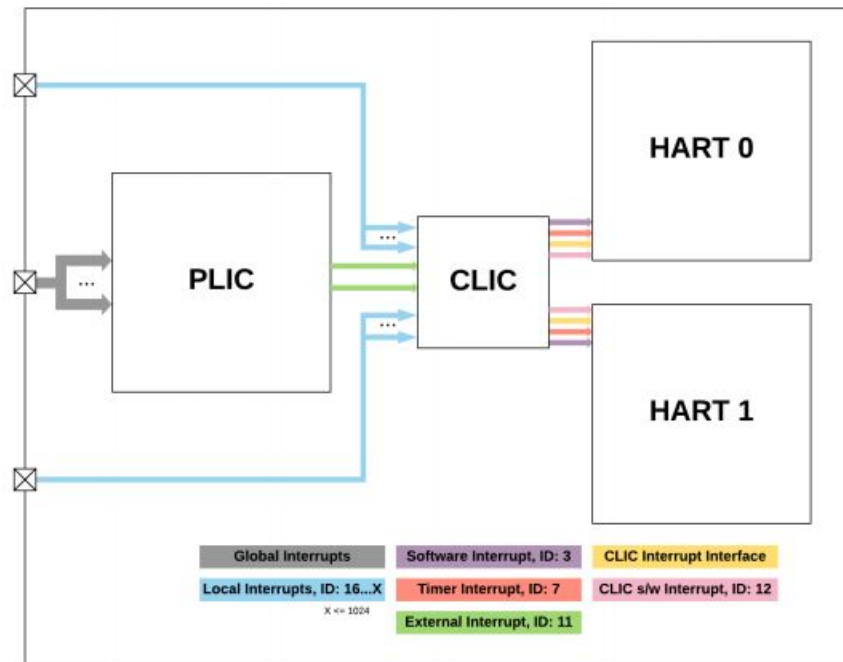 HART 0
...
PLIC
...
CLIC
...
HART 1
Global Interrupts
Software Interrupt, ID: 3
CLIC Interrupt Interface
Local Interrupts, ID: 16...X
Timer Interrupt, ID: 7
CLIC s/w Interrupt, ID: 12
X <= 1024
External Interrupt, ID: 11